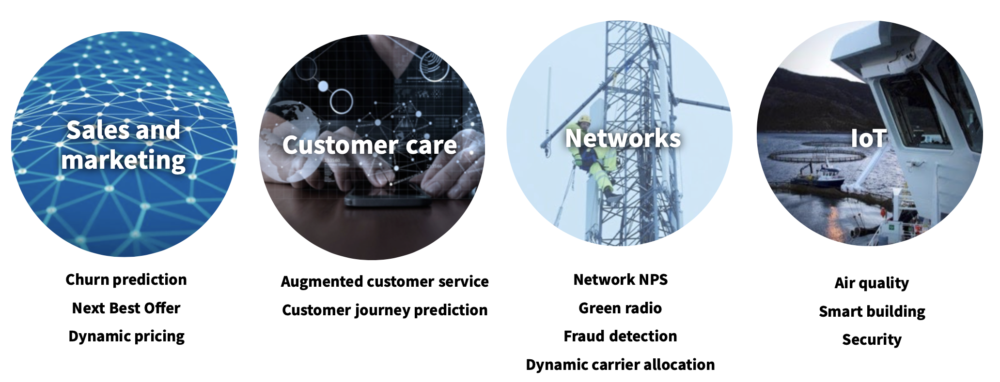 Sales and
marketing
Churn prediction
Next Best Offer
Dynamic pricing
Customer care
Augmented customer service
Customer journey prediction
Networks
Network NPS
Green radio
Fraud detection
Dynamic carrier allocation
IoT
Air quality
Smart building
Security